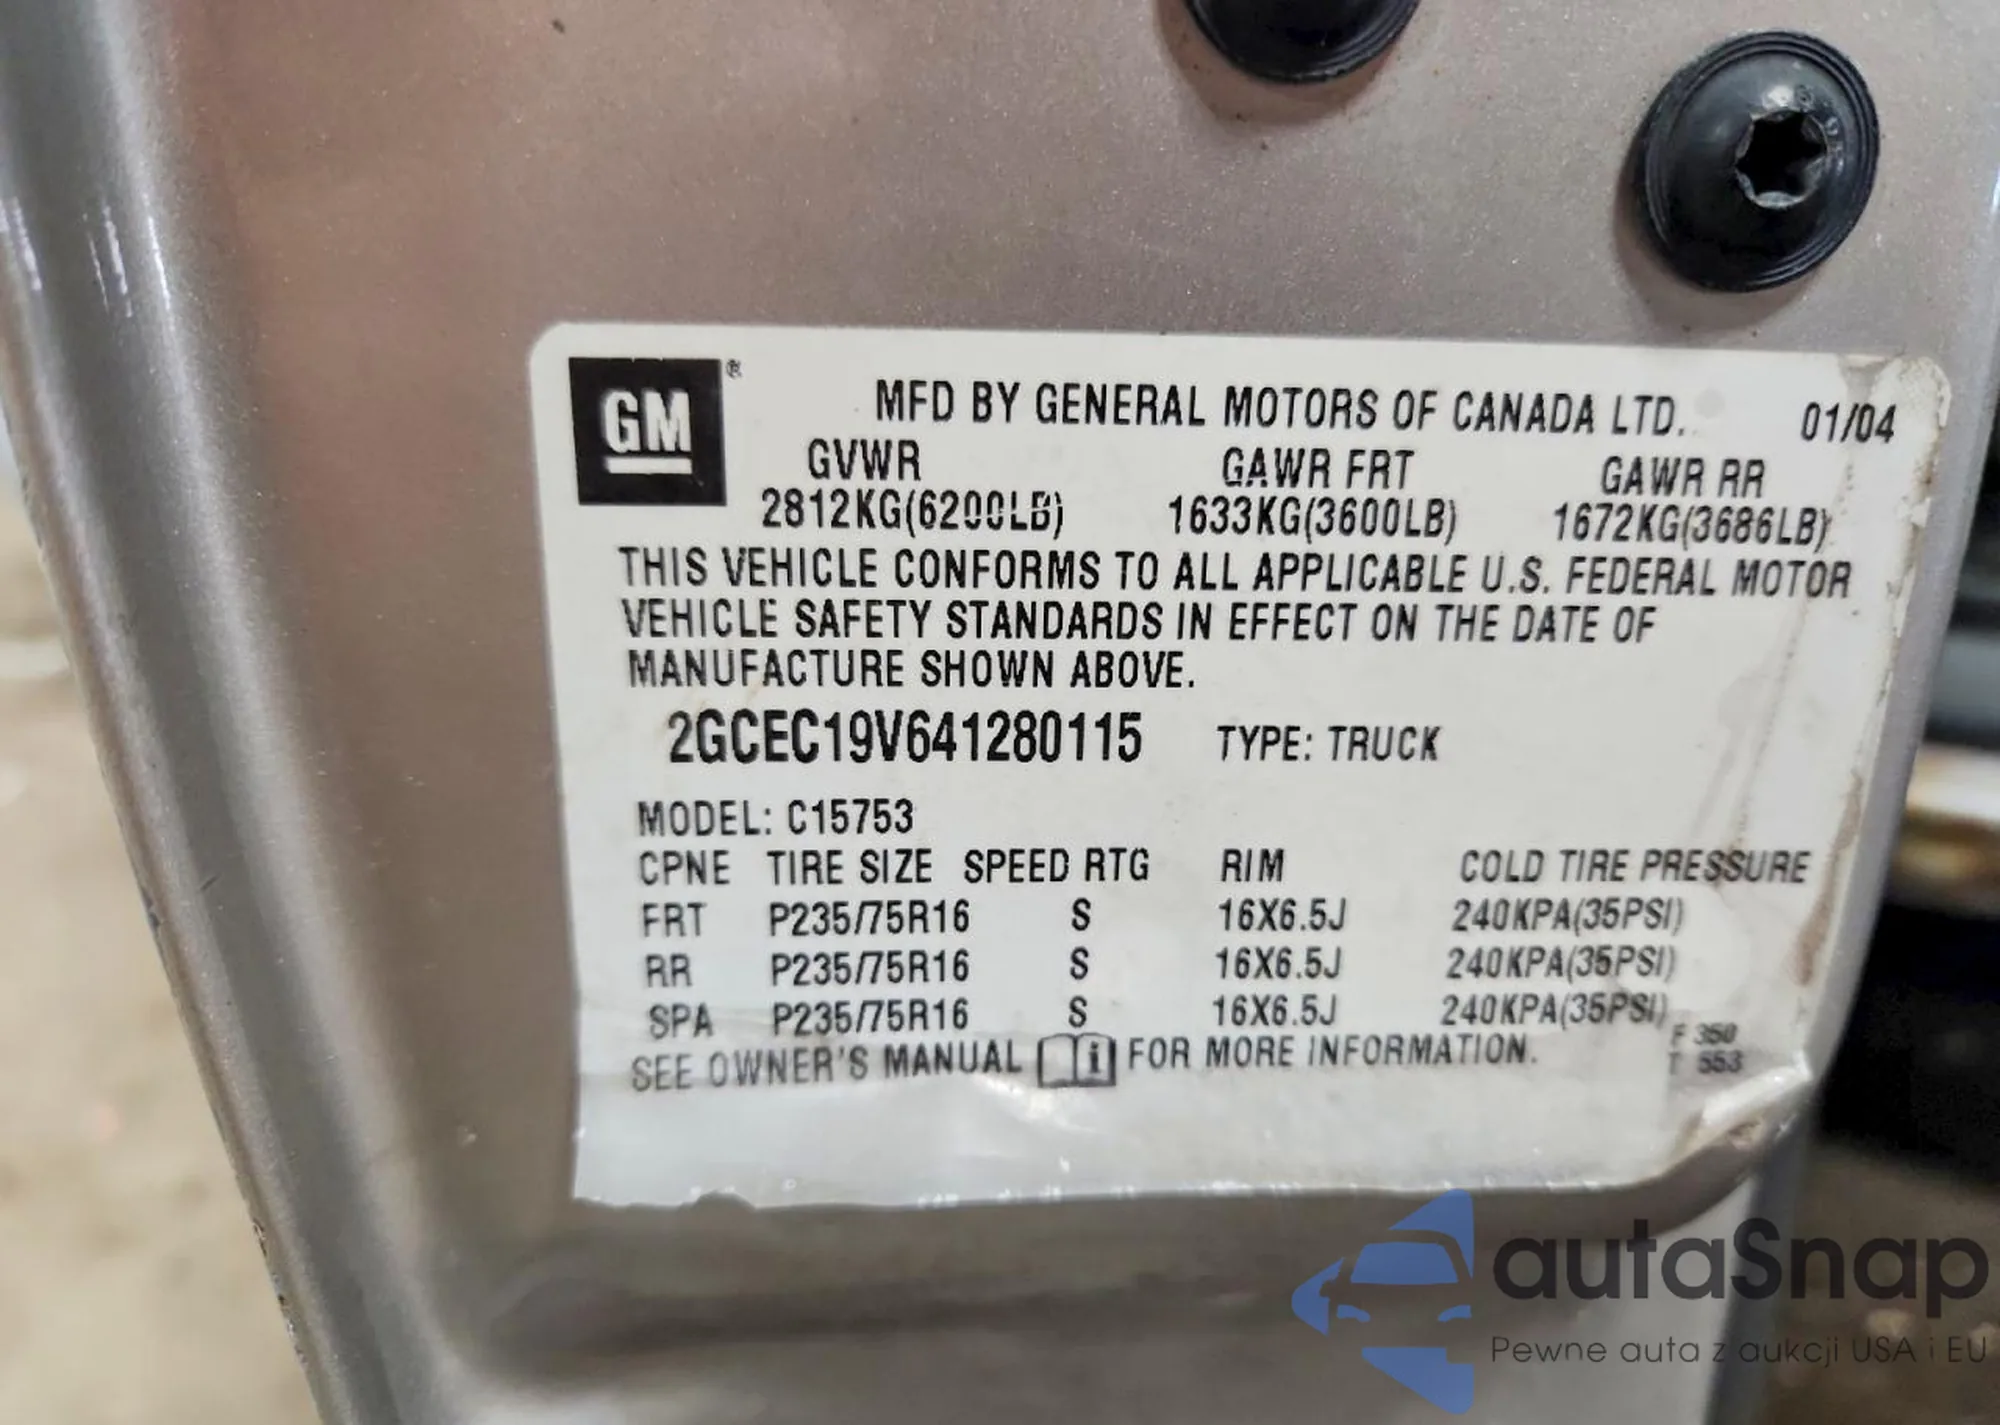 GM®
MFD BY GENERAL MOTORS OF CANADA LTD. 01/04
GVWR GAWR FRT GAWR RR
2812KG(6200LB) 1633KG(3600LB) 1672KG(3686LB)
THIS VEHICLE CONFORMS TO ALL APPLICABLE U.S. FEDERAL MOTOR
VEHICLE SAFETY STANDARDS IN EFFECT ON THE DATE OF
MANUFACTURE SHOWN ABOVE.
2GCEC19V641280115 TYPE: TRUCK
MODEL: C15753
CPNE TIRE SIZE SPEED RTG RIM COLD TIRE PRESSURE
FRT P235/75R16 S 16X6.5J 240KPA(35PSI)
RR P235/75R16 S 16X6.5J 240KPA(35PSI)
SPA P235/75R16 S 16X6.5J 240KPA(35PSI)
SEE OWNER'S MANUAL i FOR MORE INFORMATION.
F 350
T 553
autaSnap
Pewne auta z aukcji USA i EU